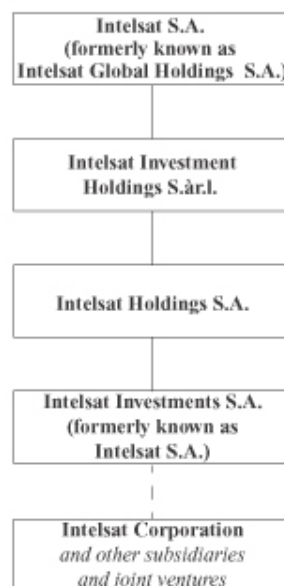 Intelsat S.A.
(formerly known as
Intelsat Global Holdings S.A.)
Intelsat Investment
Holdings S.àr.l.
Intelsat Holdings S.A.
Intelsat Investments S.A.
(formerly known as
Intelsat S.A.)
Intelsat Corporation
and other subsidiaries
and joint ventures